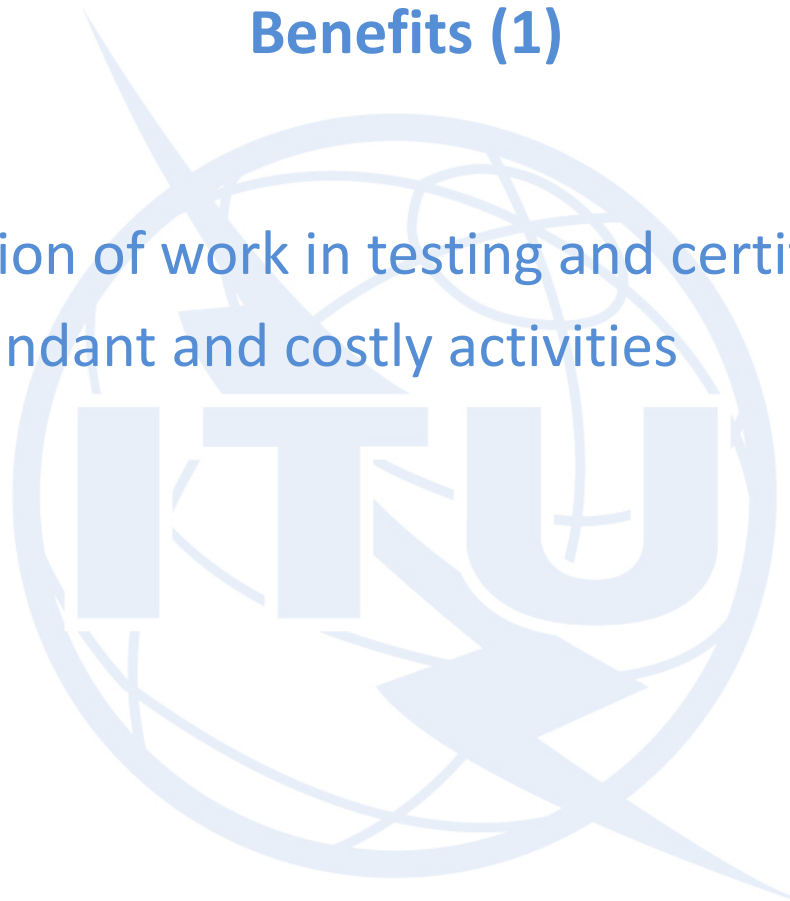 Benefits (1)
ion of work in testing and certi
ndant and costly activities
ITU